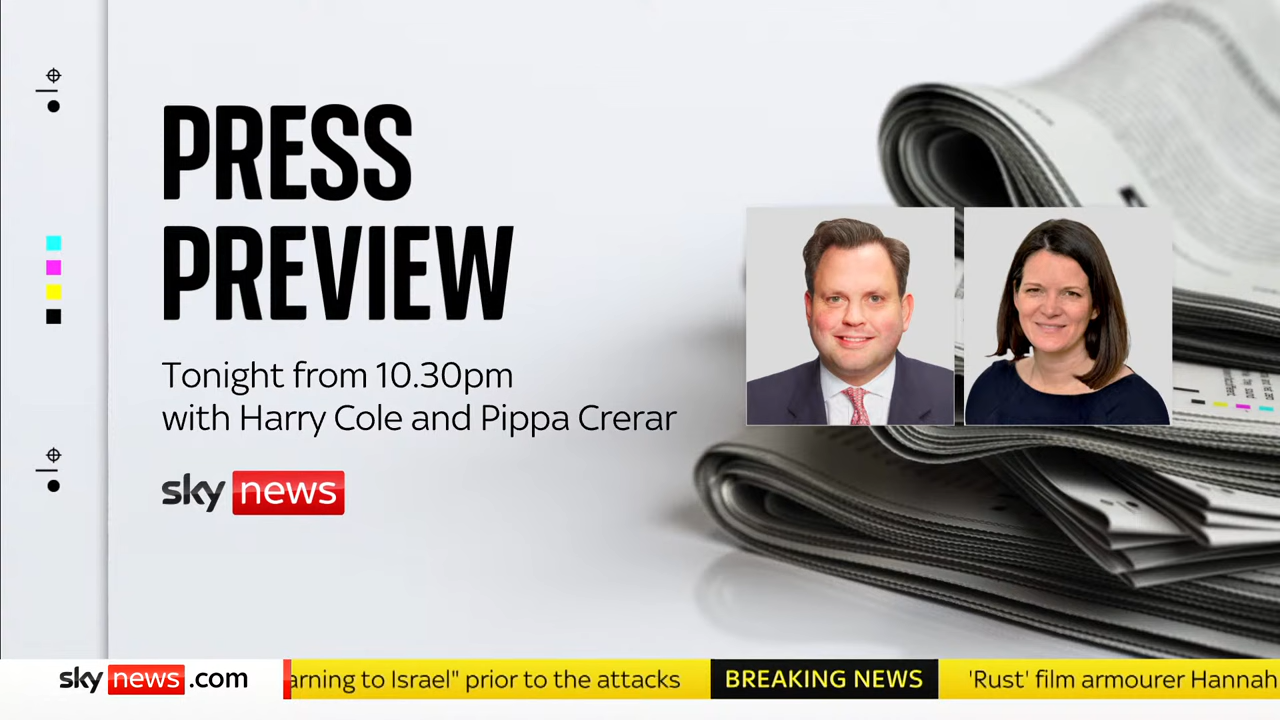 PRESS
PREVIEW
Tonight from 10.30pm
with Harry Cole and Pippa Crerar
sky news
sky news .com
arning to Israel" prior to the attacks BREAKING NEWS 'Rust' film armourer Hannah